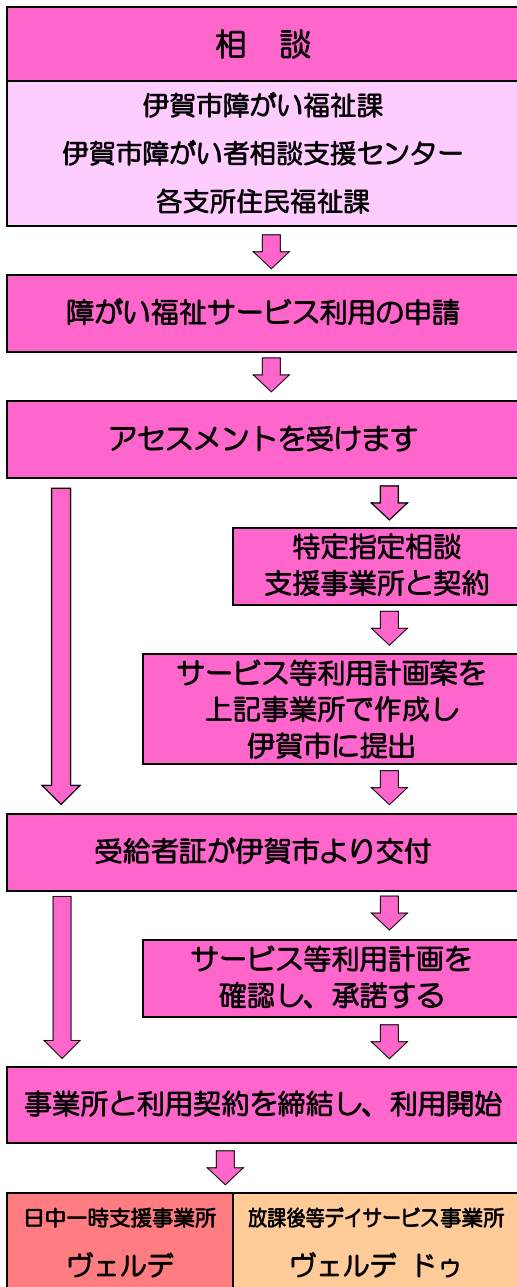 相　談
伊賀市障がい福祉課
伊賀市障がい者相談支援センター
各支所住民福祉課
障がい福祉サービス利用の申請
アセスメントを受けます
特定指定相談
支援事業所と契約
サービス等利用計画案を
上記事業所で作成し
伊賀市に提出
受給者証が伊賀市より交付
サービス等利用計画を
確認し、承諾する
事業所と利用契約を締結し、利用開始
日中一時支援事業所
ヴェルデ
放課後等デイサービス事業所
ヴェルデ ドゥ